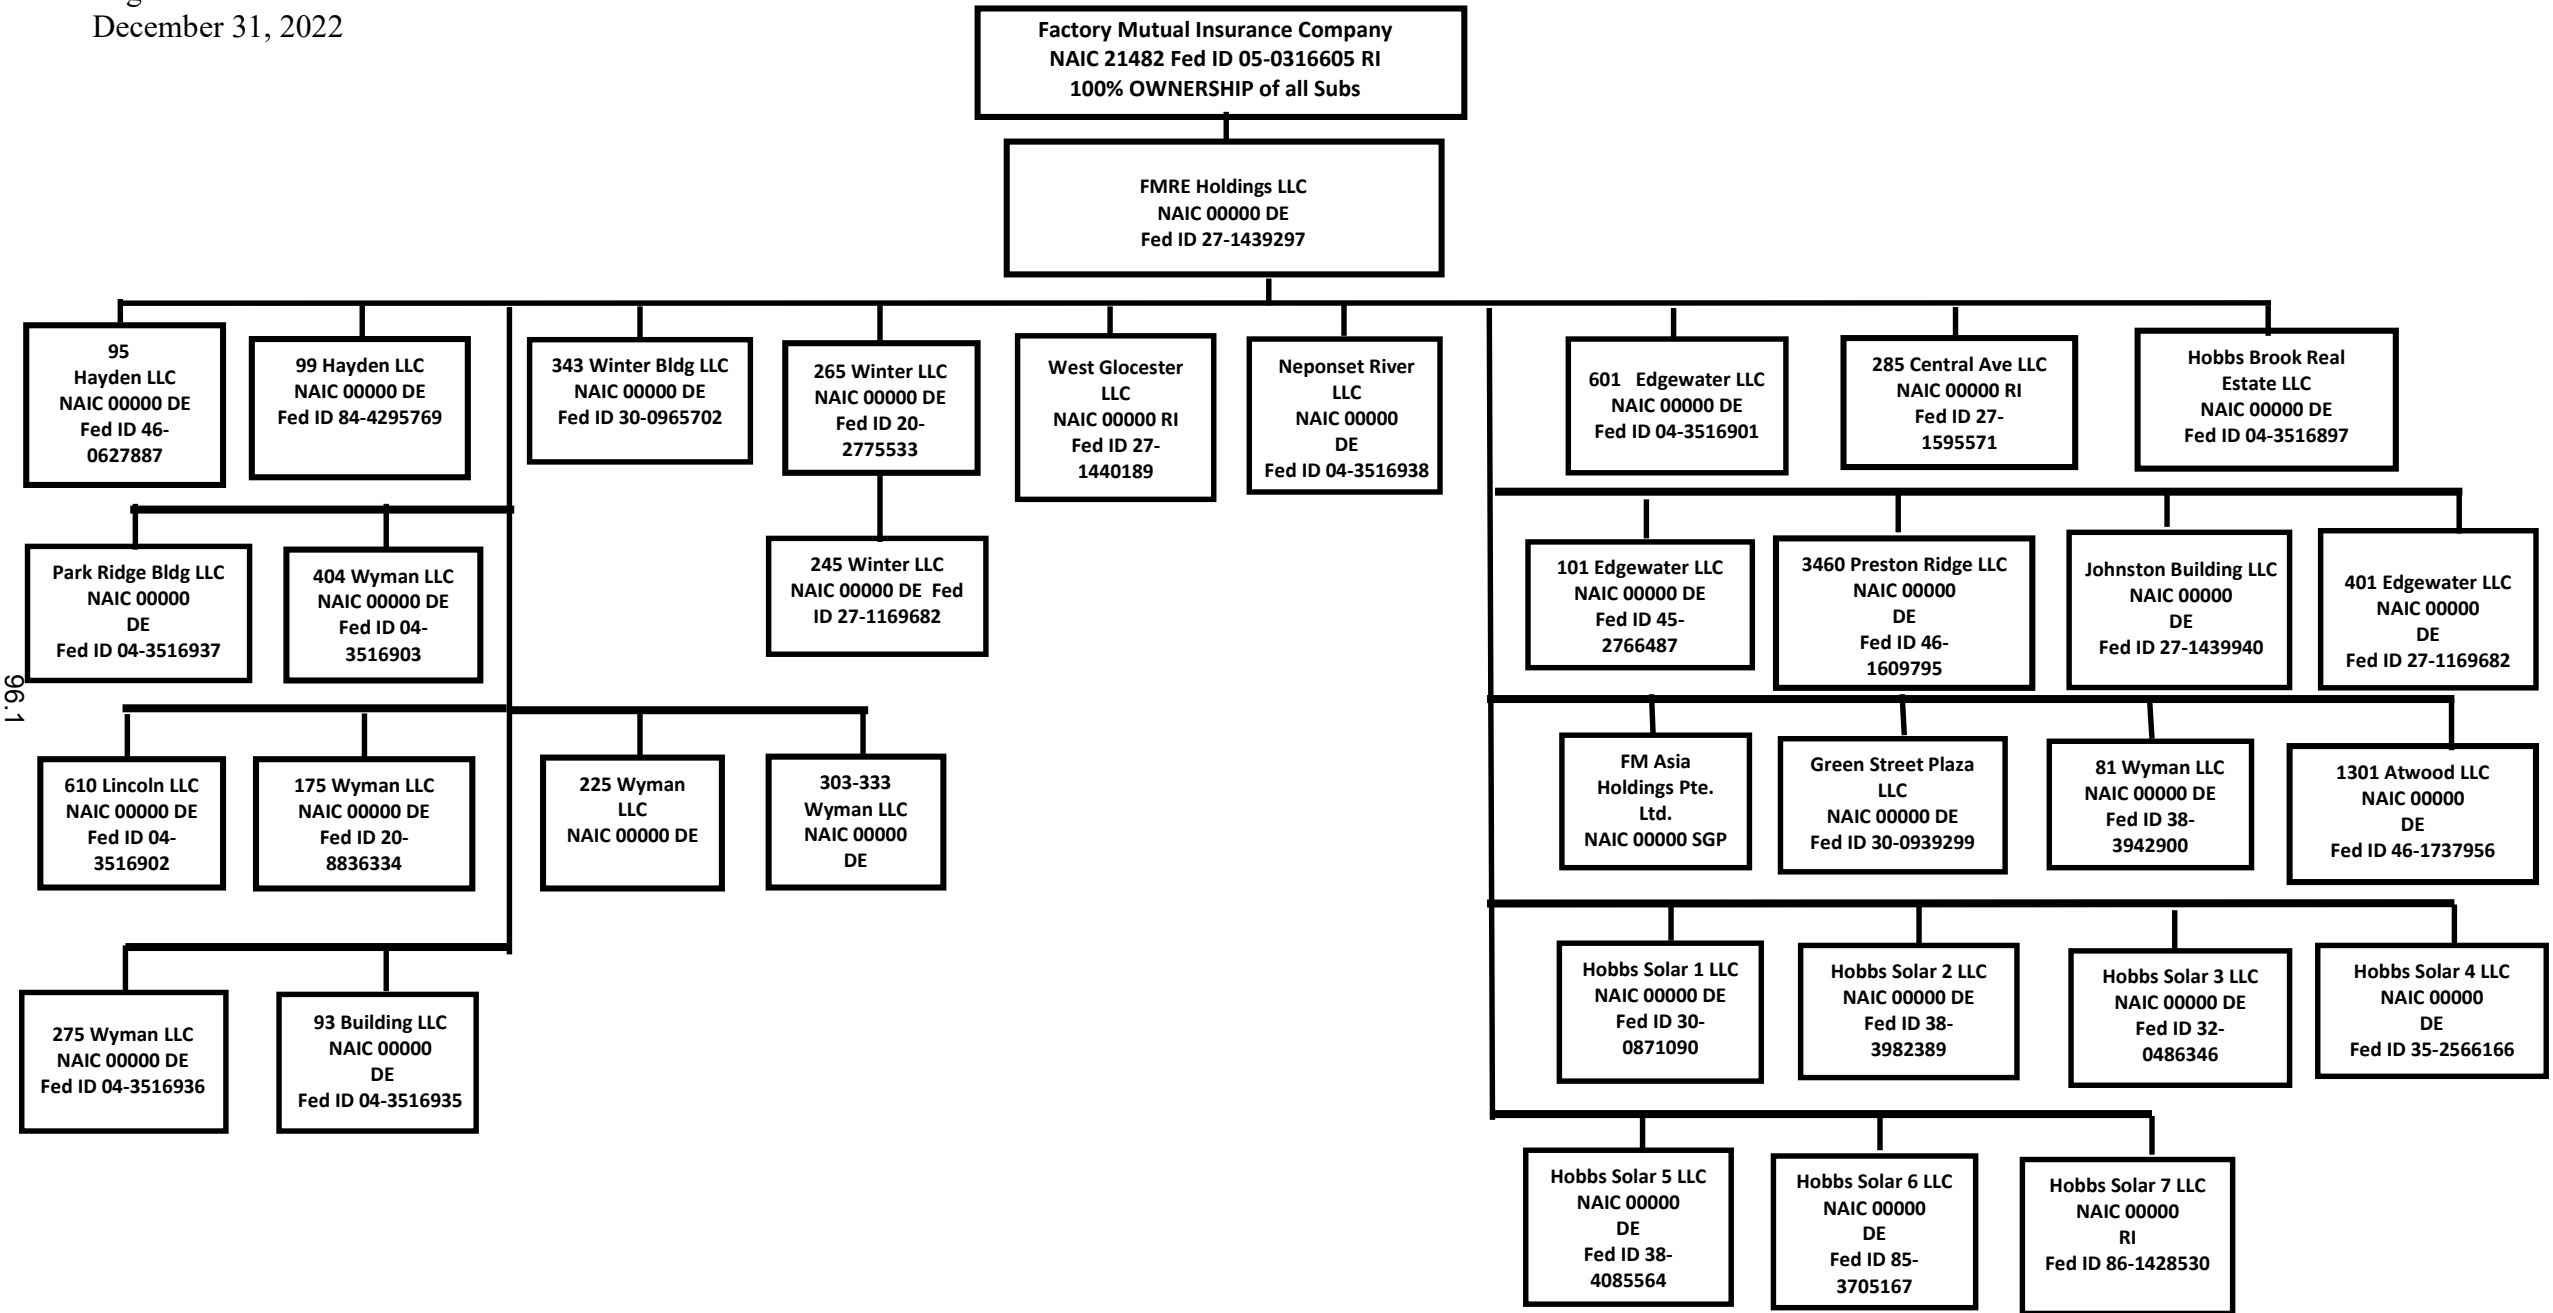 December 31, 2022
Factory Mutual Insurance Company
NAIC 21482 Fed ID 05-0316605 RI
100% OWNERSHIP of all Subs
FMRE Holdings LLC
NAIC 00000 DE
Fed ID 27-1439297
95
Hayden LLC
NAIC 00000 DE
Fed ID 46-
0627887
99 Hayden LLC
NAIC 00000 DE
Fed ID 84-4295769
343 Winter Bldg LLC
NAIC 00000 DE
Fed ID 30-0965702
265 Winter LLC
NAIC 00000 DE
Fed ID 20-
2775533
West Glocester
LLC
NAIC 00000 RI
Fed ID 27-
1440189
Neponset River
LLC
NAIC 00000
DE
Fed ID 04-3516938
601 Edgewater LLC
NAIC 00000 DE
Fed ID 04-3516901
285 Central Ave LLC
NAIC 00000 RI
Fed ID 27-
1595571
Hobbs Brook Real
Estate LLC
NAIC 00000 DE
Fed ID 04-3516897
Park Ridge Bldg LLC
NAIC 00000
DE
Fed ID 04-3516937
404 Wyman LLC
NAIC 00000 DE
Fed ID 04-
3516903
245 Winter LLC
NAIC 00000 DE Fed
ID 27-1169682
101 Edgewater LLC
NAIC 00000 DE
Fed ID 45-
2766487
3460 Preston Ridge LLC
NAIC 00000
DE
Fed ID 46-
1609795
Johnston Building LLC
NAIC 00000
DE
Fed ID 27-1439940
401 Edgewater LLC
NAIC 00000
DE
Fed ID 27-1169682
96.1
610 Lincoln LLC
NAIC 00000 DE
Fed ID 04-
3516902
175 Wyman LLC
NAIC 00000 DE
Fed ID 20-
8836334
225 Wyman
LLC
NAIC 00000 DE
303-333
Wyman LLC
NAIC 00000
DE
FM Asia
Holdings Pte.
Ltd.
NAIC 00000 SGP
Green Street Plaza
LLC
NAIC 00000 DE
Fed ID 30-0939299
81 Wyman LLC
NAIC 00000 DE
Fed ID 38-
3942900
1301 Atwood LLC
NAIC 00000
DE
Fed ID 46-1737956
275 Wyman LLC
NAIC 00000 DE
Fed ID 04-3516936
93 Building LLC
NAIC 00000
DE
Fed ID 04-3516935
Hobbs Solar 1 LLC
NAIC 00000 DE
Fed ID 30-
0871090
Hobbs Solar 2 LLC
NAIC 00000 DE
Fed ID 38-
3982389
Hobbs Solar 3 LLC
NAIC 00000 DE
Fed ID 32-
0486346
Hobbs Solar 4 LLC
NAIC 00000
DE
Fed ID 35-2566166
Hobbs Solar 5 LLC
NAIC 00000
DE
Fed ID 38-
4085564
Hobbs Solar 6 LLC
NAIC 00000
DE
Fed ID 85-
3705167
Hobbs Solar 7 LLC
NAIC 00000
RI
Fed ID 86-1428530